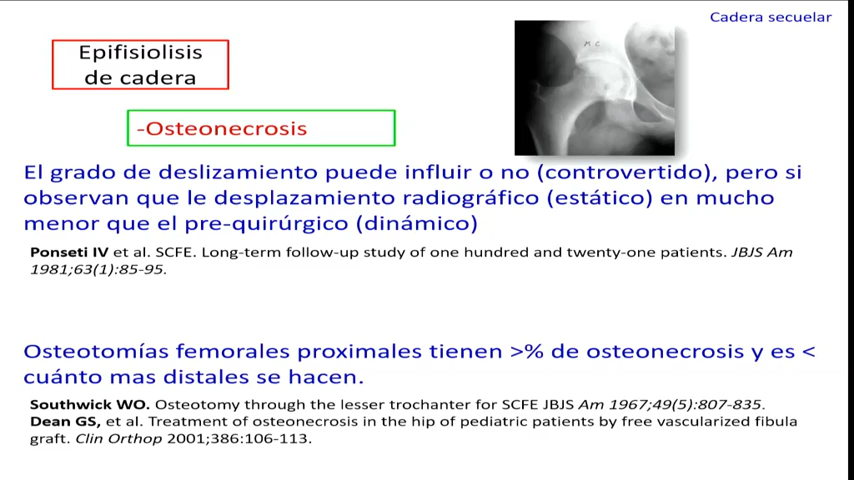 Cadera secuelar
Epifisiolisis
de cadera
-Osteonecrosis
El grado de deslizamiento puede influir o no (controvertido), pero si
observan que le desplazamiento radiográfico (estático) en mucho
menor que el pre-quirúrgico (dinámico)
Ponseti IV et al. SCFE. Long-term follow-up study of one hundred and twenty-one patients. JBJS Am
1981;63(1):85-95.
Osteotomías femorales proximales tienen >% de osteonecrosis y es <
cuánto mas distales se hacen.
Southwick WO. Osteotomy through the lesser trochanter for SCFE JBJS Am 1967;49(5):807-835.
Dean GS, et al. Treatment of osteonecrosis in the hip of pediatric patients by free vascularized fibula
graft. Clin Orthop 2001;386:106-113.